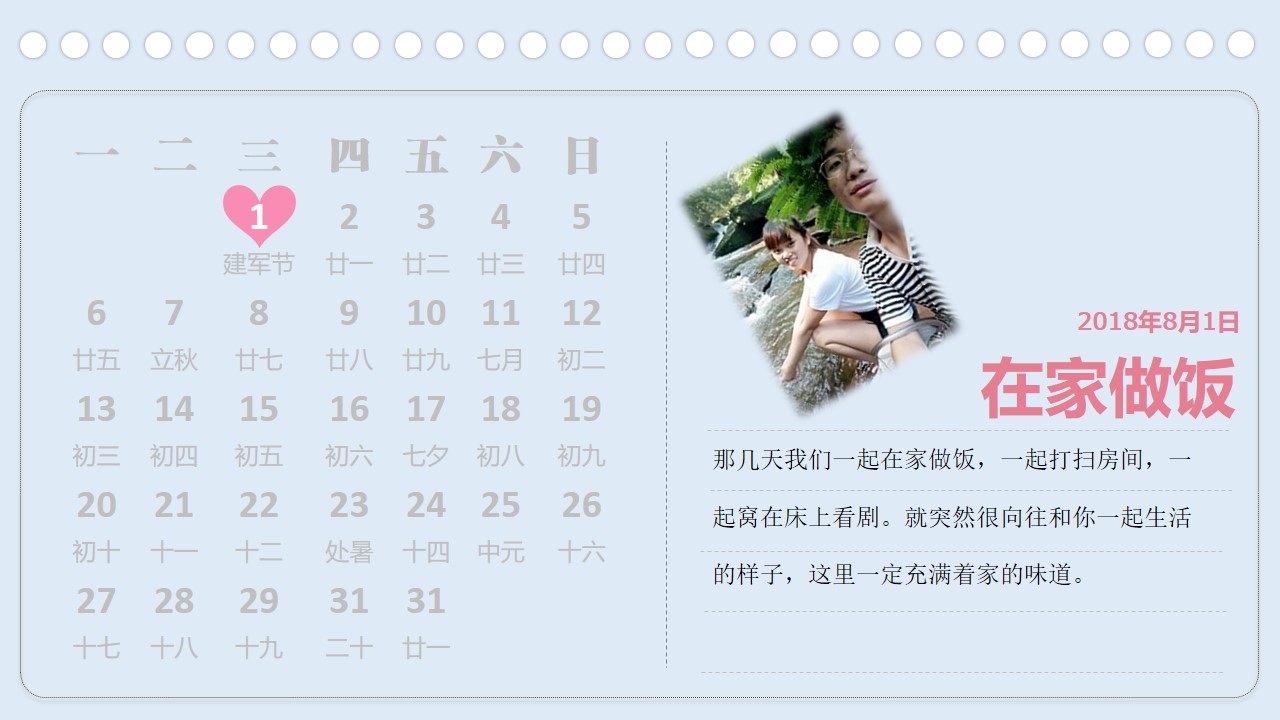 一 二 三 四 五 六 日
1 2 3 4 5
建军节 廿一 廿二 廿三 廿四
6 7 8 9 10 11 12
廿五 立秋 廿七 廿八 廿九 七月 初二
13 14 15 16 17 18 19
初三 初四 初五 初六 七夕 初八 初九
20 21 22 23 24 25 26
初十 十一 十二 处暑 十四 中元 十六
27 28 29 31 31
十七 十八 十九 二十 廿一
2018年8月1日
在家做饭
那几天我们一起在家做饭，一起打扫房间，一
起窝在床上看剧。就突然很向往和你一起生活
的样子，这里一定充满着家的味道。